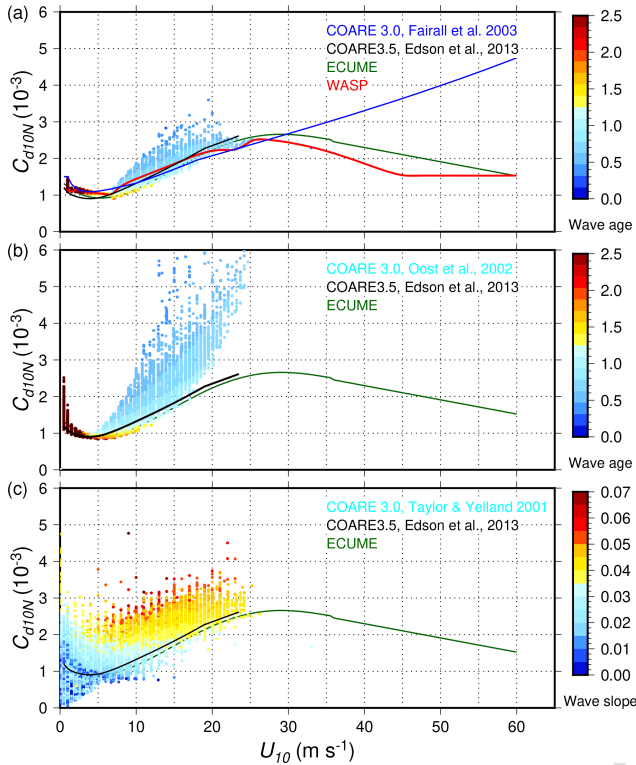 (a)
6
5
4
3
2
1
0
C_d10N (10^-3)
COARE 3.0, Fairall et al. 2003
COARE3.5, Edson et al., 2013
ECUME
WASP
2.5
2.0
1.5
1.0
0.5
0.0
Wave age
(b)
6
5
4
3
2
1
0
C_d10N (10^-3)
COARE 3.0, Oost et al., 2002
COARE3.5, Edson et al., 2013
ECUME
2.5
2.0
1.5
1.0
0.5
0.0
Wave age
(c)
6
5
4
3
2
1
0
C_d10N (10^-3)
COARE 3.0, Taylor & Yelland 2001
COARE3.5, Edson et al., 2013
ECUME
0.07
0.06
0.05
0.04
0.03
0.02
0.01
0.00
Wave slope
0 10 20 30 40 50 60
U_10 (m s^-1)